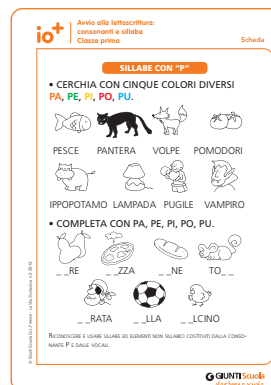 io+
Avvio alla lettoscrittura:
consonanti e sillabe
Classe prima
Scheda
SILLABE CON "P"
• CERCHIA CON CINQUE COLORI DIVERSI
PA, PE, PI, PO, PU.
PESCE PANTERA VOLPE POMODORI
IPPOPOTAMO LAMPADA PUGILE VAMPIRO
• COMPLETA CON PA, PE, PI, PO, PU.
_ _RE _ _ZZA _ _NE TO_ _
_ _RATA _ _LLA _ _LCINO
RICONOSCERE E USARE SILLABE ED ELEMENTI NON SILLABICI COSTITUITI DALLA CONSO-
NANTE P E DALLE VOCALI.
GIUNTI Scuola